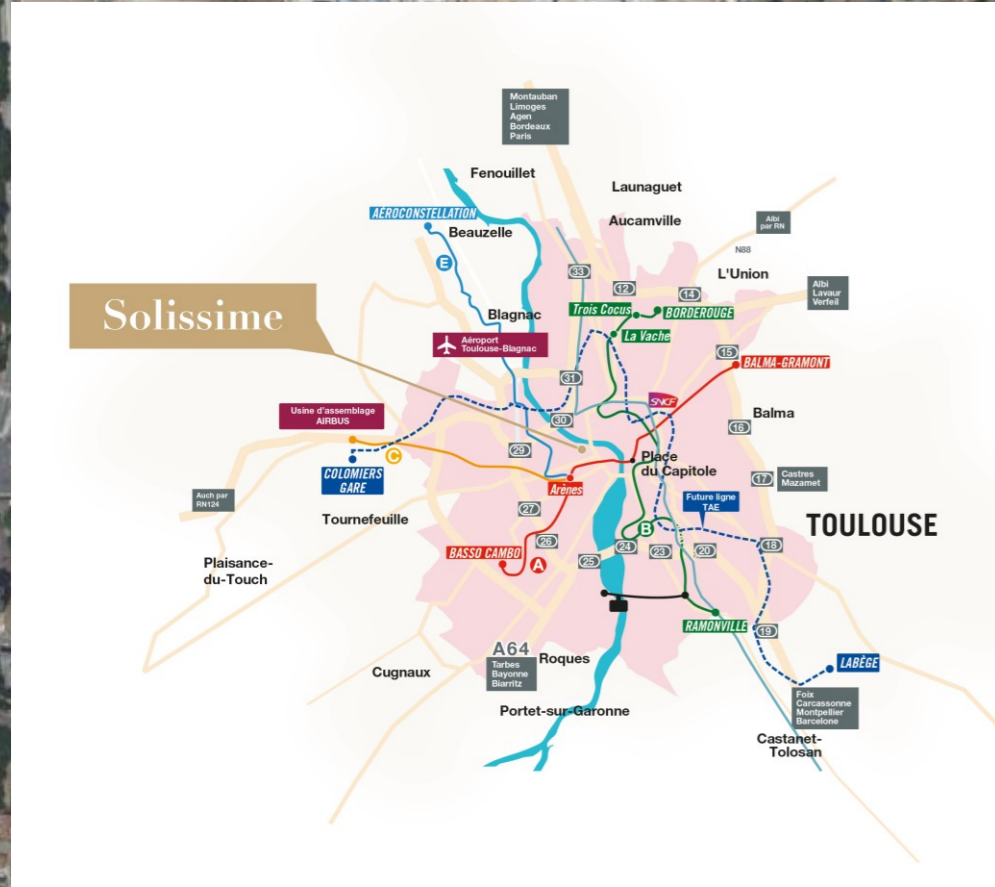 Montauban
Limoges
Agen
Bordeaux
Paris
Fenouillet
Launaguet
AÉROCONSTELLATION
Aucamville
Albi
par RN
Beauzelle
N88
E
33
L'Union
12
14
Albi
Lavaur
Verfeil
Solissime
Trois Cocus
BORDEROUGE
Blagnac
La Vache
Aéroport
Toulouse-Blagnac
15
BALMA-GRAMONT
31
SNCF
Usine d'assemblage
AIRBUS
30
Balma
16
29
C
Place
du Capitole
COLOMIERS
GARE
Arènes
17
Castres
Mazamet
Auch par
RN124
27
Future ligne
TAE
Tournefeuille
TOULOUSE
B
26
24
23
20
18
BASSO CAMBO
A
25
Plaisance-
du-Touch
RAMONVILLE
19
A64
Roques
LABÈGE
Tarbes
Bayonne
Biarritz
Cugnaux
Foix
Carcassonne
Montpellier
Barcelone
Portet-sur-Garonne
Castanet-
Tolosan